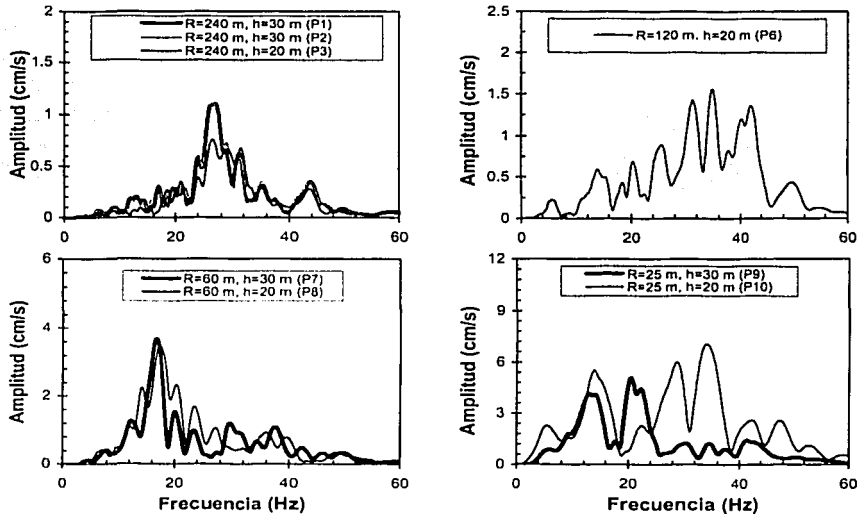 R=240 m, h=30 m (P1)
R=240 m, h=30 m (P2)
R=240 m, h=20 m (P3)
Amplitud (cm/s)
2
1.5
1
0.5
0
0
20
40
60
R=120 m. h=20 m (P6)
Amplitud (cm/s)
2.5
2
1.5
1
0.5
0
0
20
40
60
R=60 m, h=30 m (P7)
R=60 m, h=20 m (P8)
Amplitud (cm/s)
6
4
2
0
0
20
40
60
Frecuencia (Hz)
R=25 m, h=30 m (P9)
R=25 m, h=20 m (P10)
Amplitud (cm/s)
12
9
6
3
0
0
20
40
60
Frecuencia (Hz)